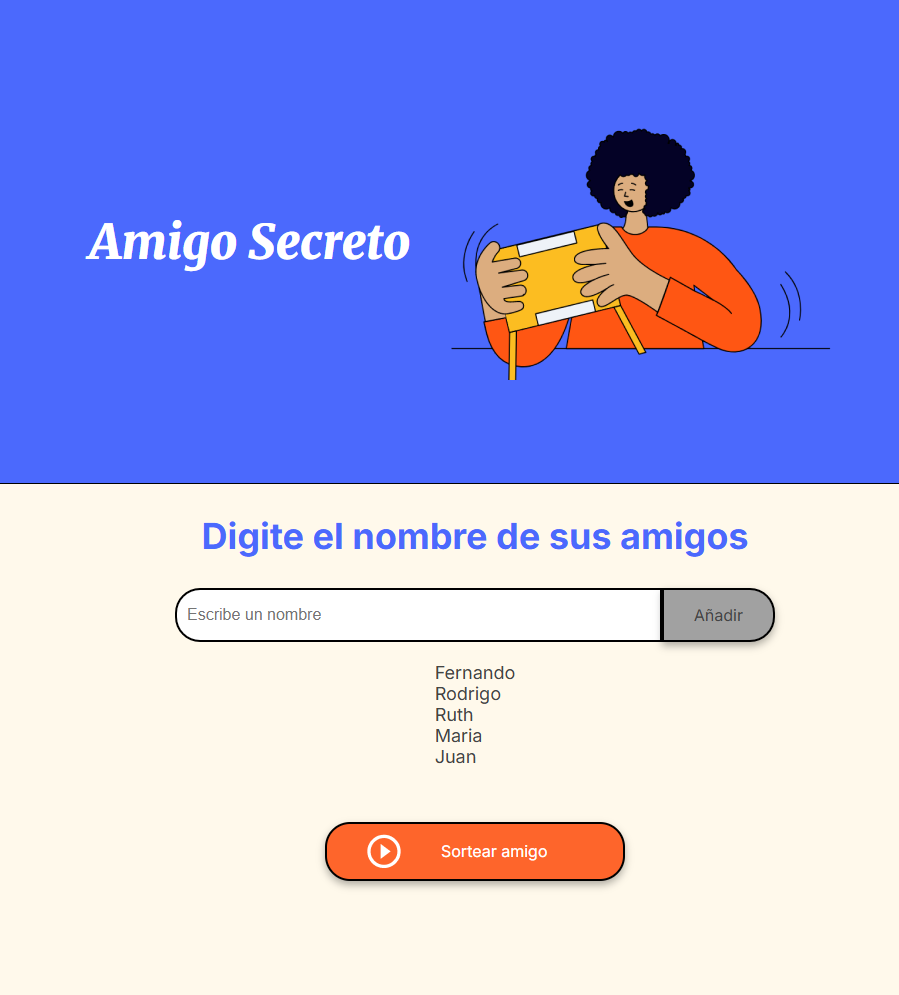 Amigo Secreto
Digite el nombre de sus amigos
Escribe un nombre
Añadir
Fernando
Rodrigo
Ruth
Maria
Juan
Sortear amigo